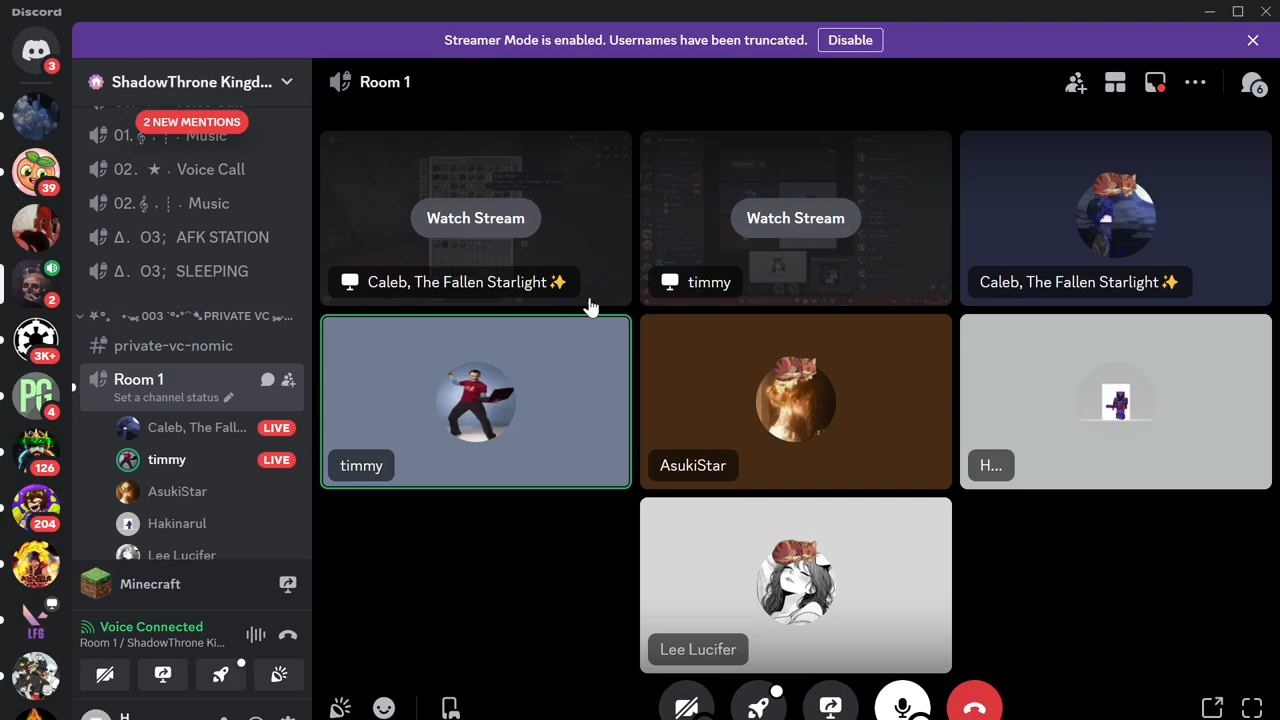 Discord
Streamer Mode is enabled. Usernames have been truncated.
Disable
3
39
2
3K+
PG
4
126
204
LFG
ShadowThrone Kingd...
2 NEW MENTIONS
01. Music
02. ★ . Voice Call
02. 𝄞 . ⋮ . Music
Δ. O3; AFK STATION
Δ. O3; SLEEPING
003 PRIVATE VC
private-vc-nomic
Room 1
Set a channel status
Caleb, The Fall...
LIVE
timmy
LIVE
AsukiStar
Hakinarul
Lee Lucifer
Minecraft
Voice Connected
Room 1 / ShadowThrone Ki...
H
Room 1
6
Watch Stream
Caleb, The Fallen Starlight✨
Watch Stream
timmy
Caleb, The Fallen Starlight✨
timmy
AsukiStar
H...
Lee Lucifer